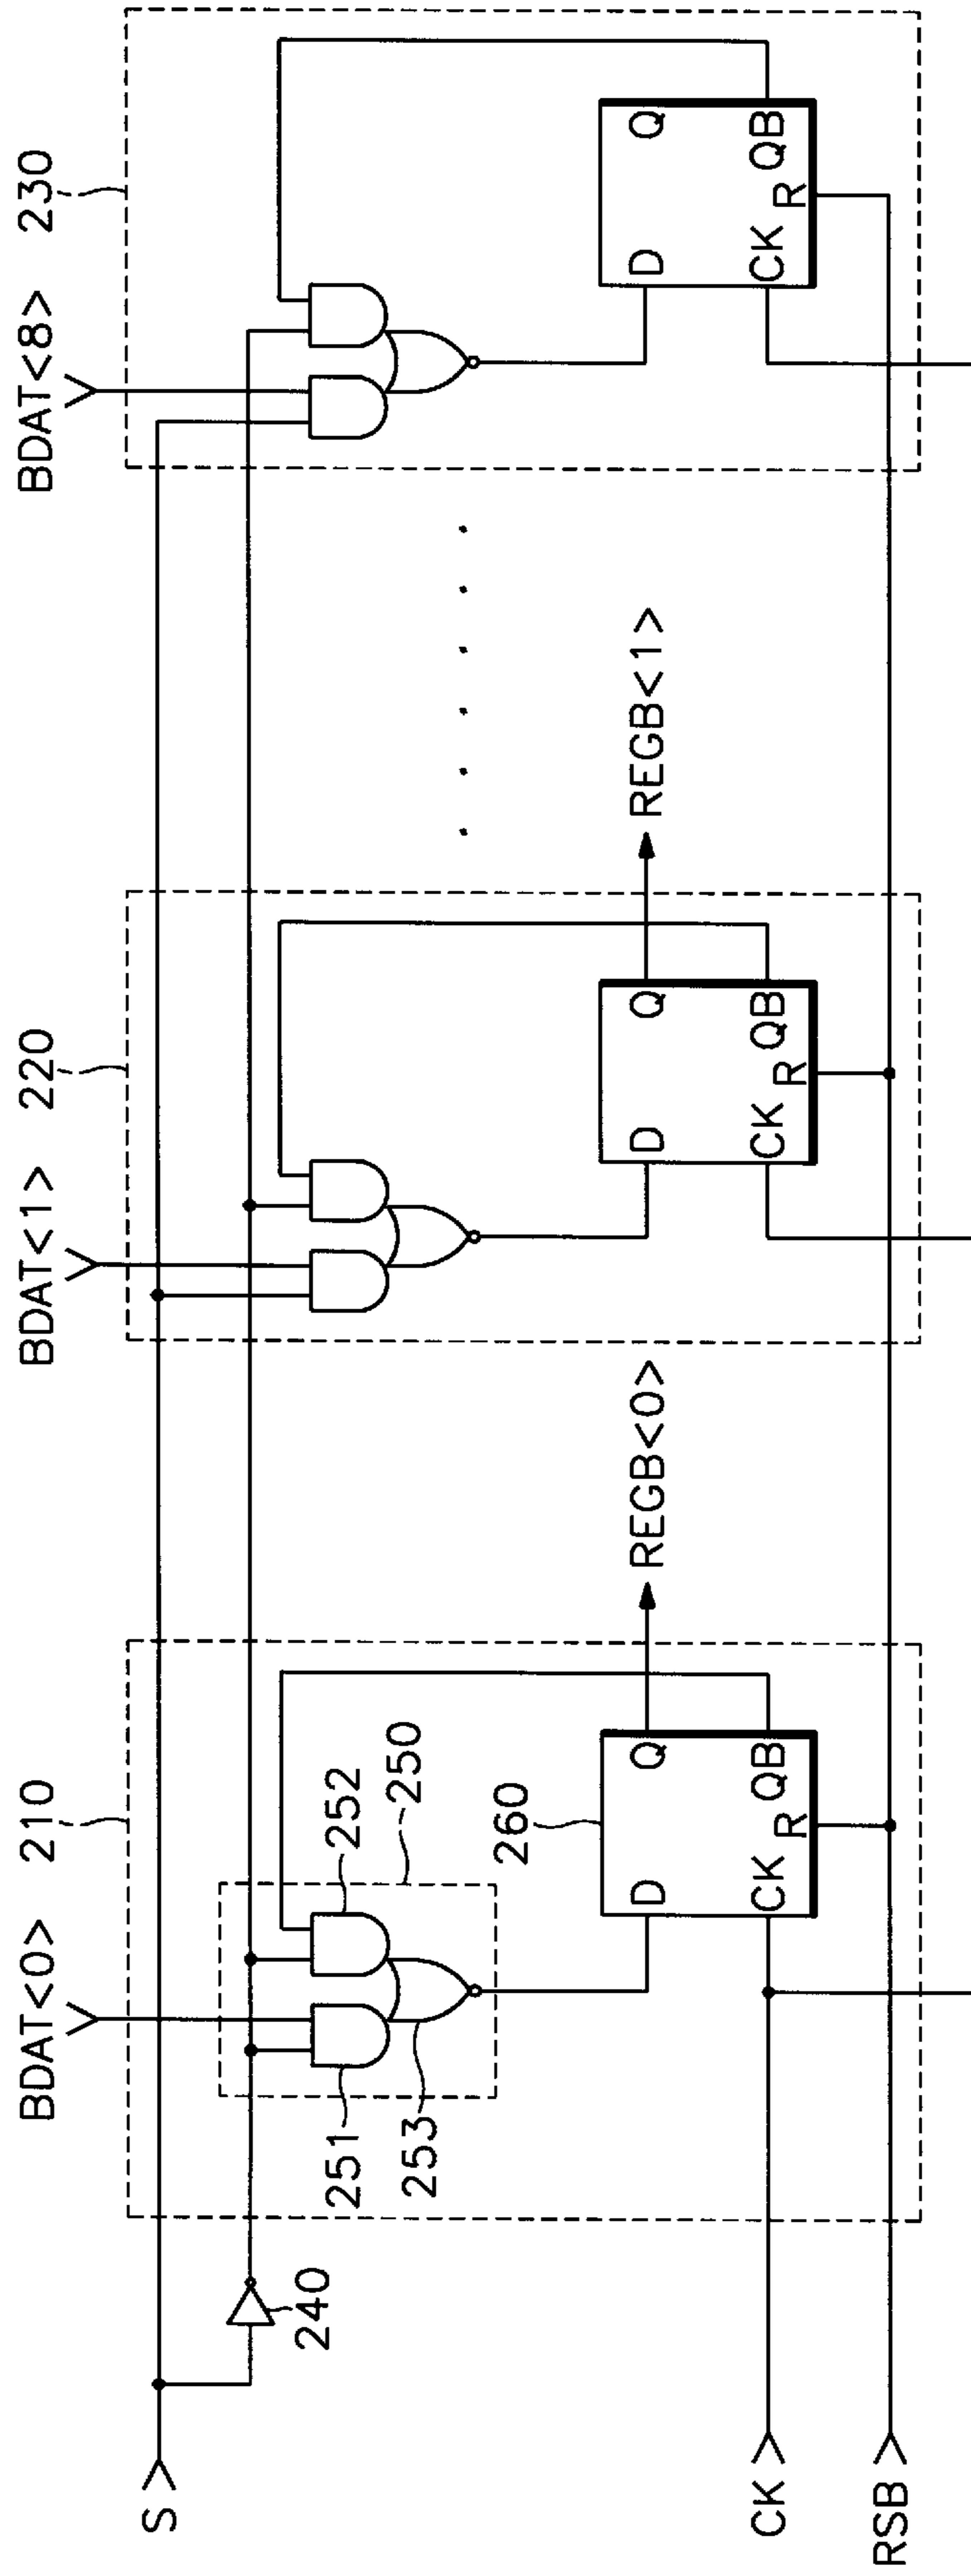 BDAT<0> 210
BDAT<1> 220
BDAT<8> 230
S
240
251
252
253
250
260
D Q
CK QB
R
REGB<0>
D Q
CK QB
R
REGB<1>
D Q
CK QB
R
CK
RSB